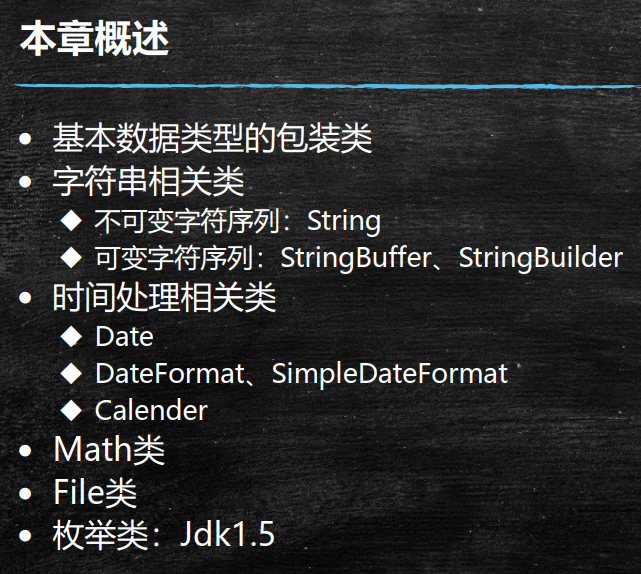 本章概述
基本数据类型的包装类
字符串相关类
不可变字符序列：String
可变字符序列：StringBuffer、StringBuilder
时间处理相关类
Date
DateFormat、SimpleDateFormat
Calender
Math类
File类
枚举类：Jdk1.5